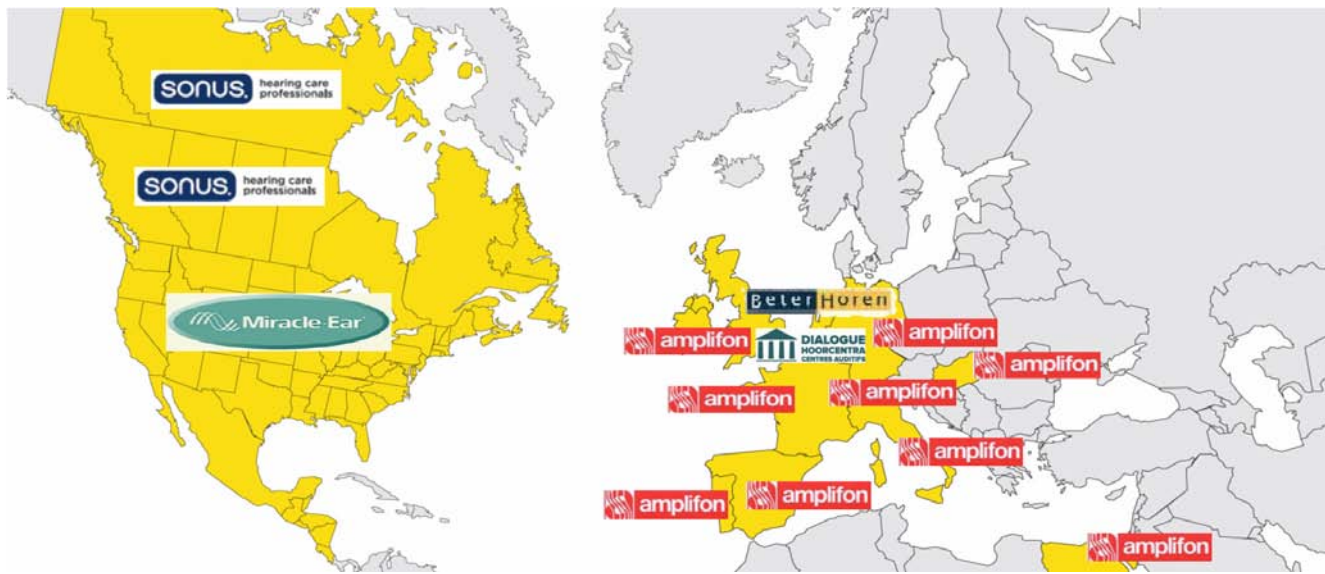 sonus. hearing care
professionals
sonus. hearing care
professionals
Miracle-Ear®
Beter Horen
amplifon
amplifon
DIALOGUE
HOORCENTRA
CENTRES AUDITIFS
amplifon
amplifon
amplifon
amplifon
amplifon
amplifon
amplifon